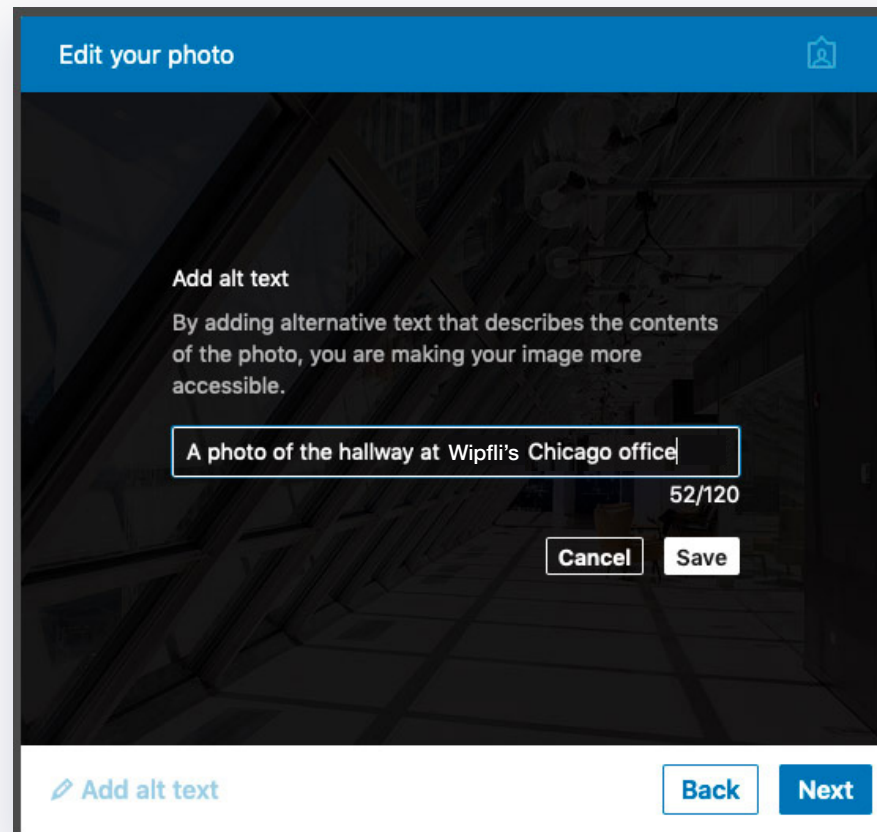 Edit your photo
Add alt text
By adding alternative text that describes the contents
of the photo, you are making your image more
accessible.
A photo of the hallway at Wipfli’s Chicago office
52/120
Cancel Save
Add alt text Back Next